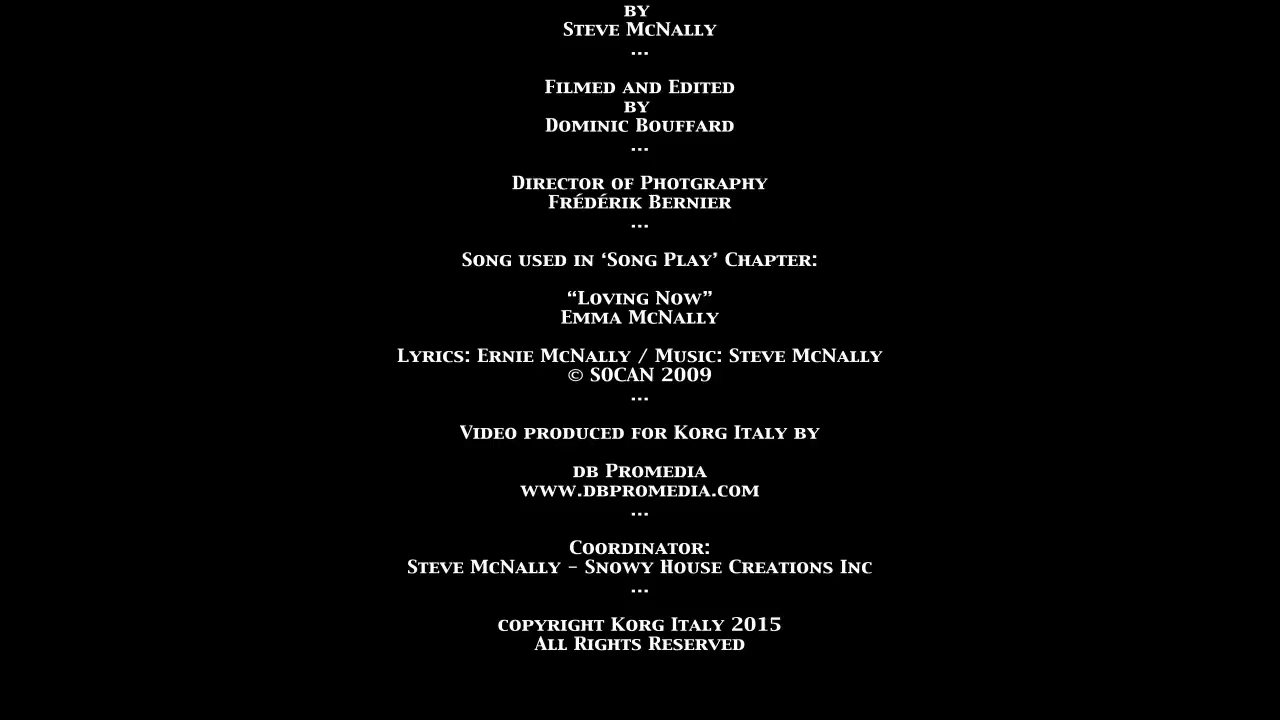 by
Steve McNally
...
Filmed and Edited
by
Dominic Bouffard
...
Director of Photgraphy
Frédérik Bernier
...
Song used in ‘Song Play’ Chapter:
“Loving Now”
Emma McNally
Lyrics: Ernie McNally / Music: Steve McNally
© SOCAN 2009
...
Video produced for Korg Italy by
db Promedia
www.dbpromedia.com
...
Coordinator:
Steve McNally - Snowy House Creations Inc
...
copyright Korg Italy 2015
All Rights Reserved